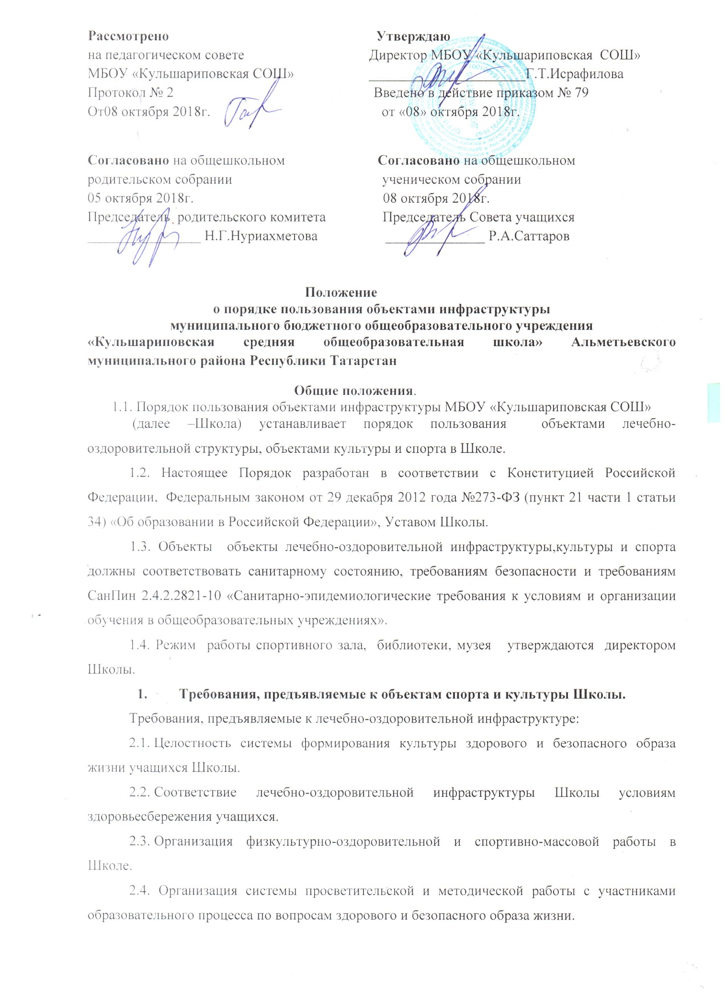 Рассмотрено Утверждаю
на педагогическом совете Директор МБОУ «Кульшариповская СОШ»
МБОУ «Кульшариповская СОШ» ______________________ Г.Т.Исрафилова
Протокол № 2 Введено в действие приказом № 79
От08 октября 2018г. от «08» октября 2018г.
Согласовано на общешкольном Согласовано на общешкольном
родительском собрании ученическом собрании
05 октября 2018г. 08 октября 2018г.
Председатель родительского комитета Председатель Совета учащихся
________________ Н.Г.Нуриахметова ______________ Р.А.Саттаров
Положение
о порядке пользования объектами инфраструктуры
муниципального бюджетного общеобразовательного учреждения
«Кульшариповская средняя общеобразовательная школа» Альметьевского
муниципального района Республики Татарстан
Общие положения.
1.1. Порядок пользования объектами инфраструктуры МБОУ «Кульшариповская СОШ»
(далее –Школа) устанавливает порядок пользования объектами лечебно-
оздоровительной структуры, объектами культуры и спорта в Школе.
1.2. Настоящее Порядок разработан в соответствии с Конституцией Российской
Федерации, Федеральным законом от 29 декабря 2012 года №273-ФЗ (пункт 21 части 1 статьи
34) «Об образовании в Российской Федерации», Уставом Школы.
1.3. Объекты объекты лечебно-оздоровительной инфраструктуры,культуры и спорта
должны соответствовать санитарному состоянию, требованиям безопасности и требованиям
СанПин 2.4.2.2821-10 «Санитарно-эпидемиологические требования к условиям и организации
обучения в общеобразовательных учреждениях».
1.4. Режим работы спортивного зала, библиотеки, музея утверждаются директором
Школы.
1. Требования, предъявляемые к объектам спорта и культуры Школы.
Требования, предъявляемые к лечебно-оздоровительной инфраструктуре:
2.1. Целостность системы формирования культуры здорового и безопасного образа
жизни учащихся Школы.
2.2. Соответствие лечебно-оздоровительной инфраструктуры Школы условиям
здоровьесбережения учащихся.
2.3. Организация физкультурно-оздоровительной и спортивно-массовой работы в
Школе.
2.4. Организация системы просветительской и методической работы с участниками
образовательного процесса по вопросам здорового и безопасного образа жизни.